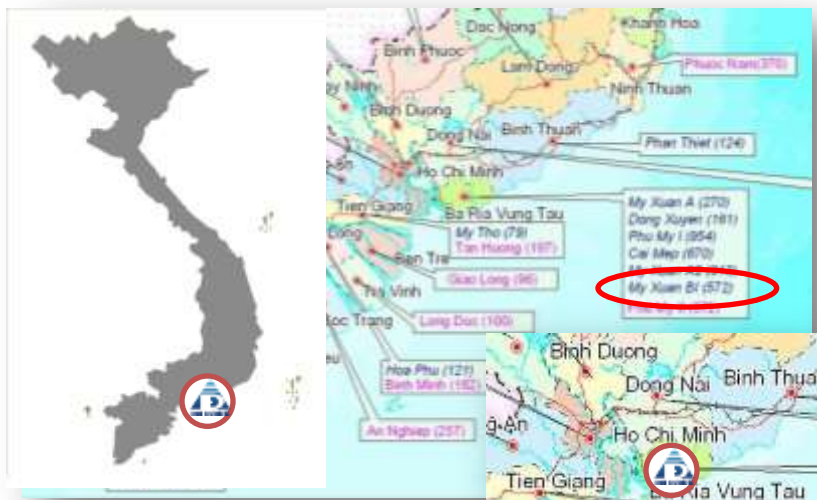 Dac Nong
Khanh Hoa
Binh Phuoc
Lam Dong
Phuoc Nam(370)
Ninh Thuan
Binh Duong
Dong Nai
Binh Thuan
Phan Thiet (124)
Ho Chi Minh
Tien Giang
Ba Ria Vung Tau
My Xuan A (270)
Dong Xuyen (161)
Phu My I (954)
Cai Mep (670)
My Xuan BI (572)
My Tho (79)
Tan Huong (197)
Ben Tre
Giao Long (96)
Tra Vinh
Long Duc (100)
Soc Trang
Hoa Phu (121)
Binh Minh (162)
An Nghiep (257)
Binh Duong
Dong Nai
Binh Thua
Ho Chi Minh
Tien Giang
Ria Vung Tau